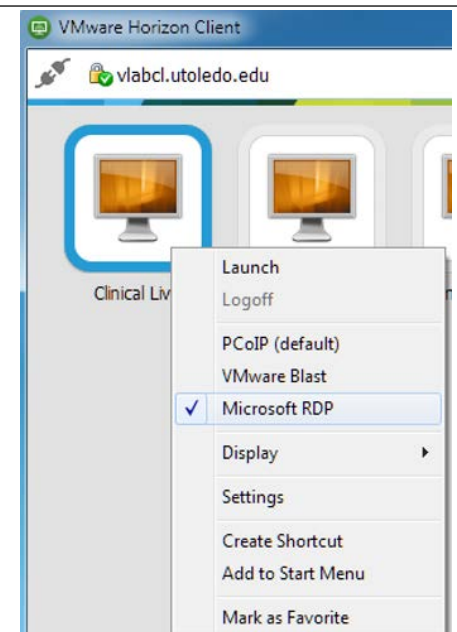 VMware Horizon Client
vlabcl.utoledo.edu
Clinical Liv
Launch
Logoff
PCoIP (default)
VMware Blast
Microsoft RDP
Display
Settings
Create Shortcut
Add to Start Menu
Mark as Favorite